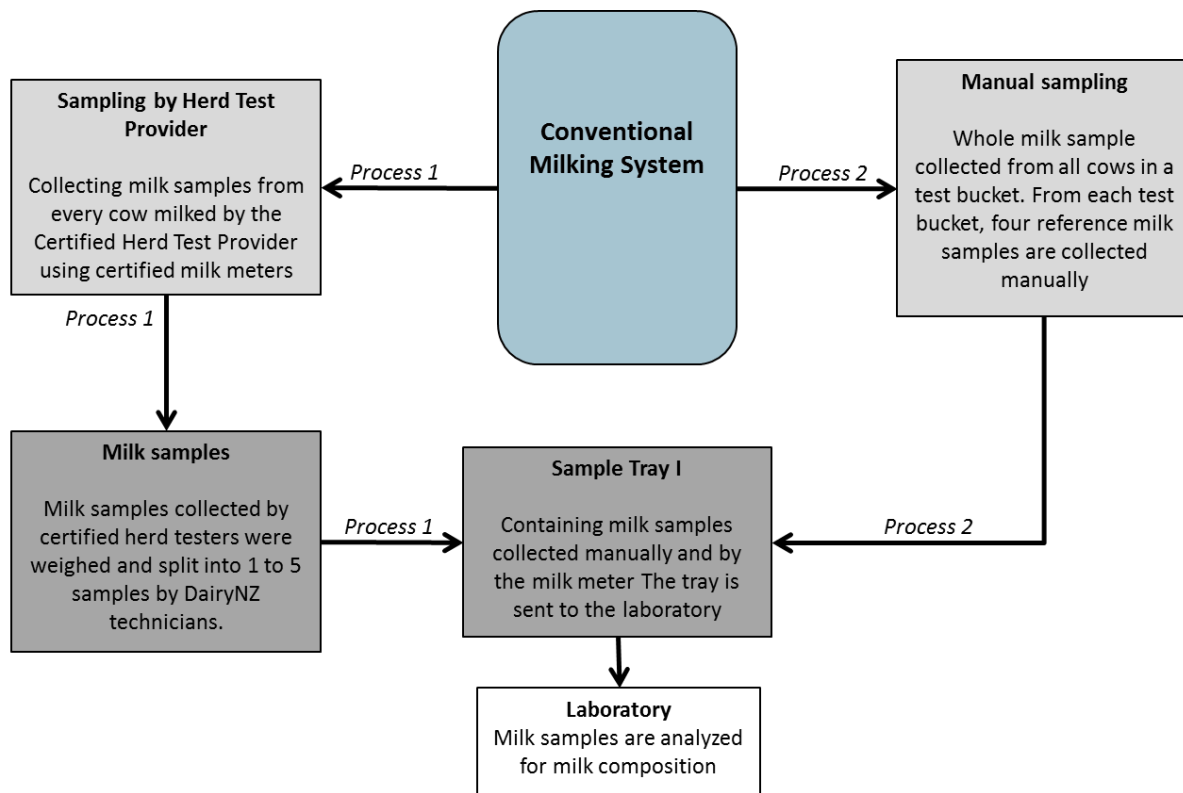 Conventional
Milking System
Process 1
Process 2
Sampling by Herd Test
Provider
Collecting milk samples from
every cow milked by the
Certified Herd Test Provider
using certified milk meters
Manual sampling
Whole milk sample
collected from all cows in a
test bucket. From each test
bucket, four reference milk
samples are collected
manually
Process 1
Milk samples
Milk samples collected by
certified herd testers were
weighed and split into 1 to 5
samples by DairyNZ
technicians.
Process 1
Sample Tray I
Containing milk samples
collected manually and by
the milk meter The tray is
sent to the laboratory
Process 2
Laboratory
Milk samples are analyzed
for milk composition